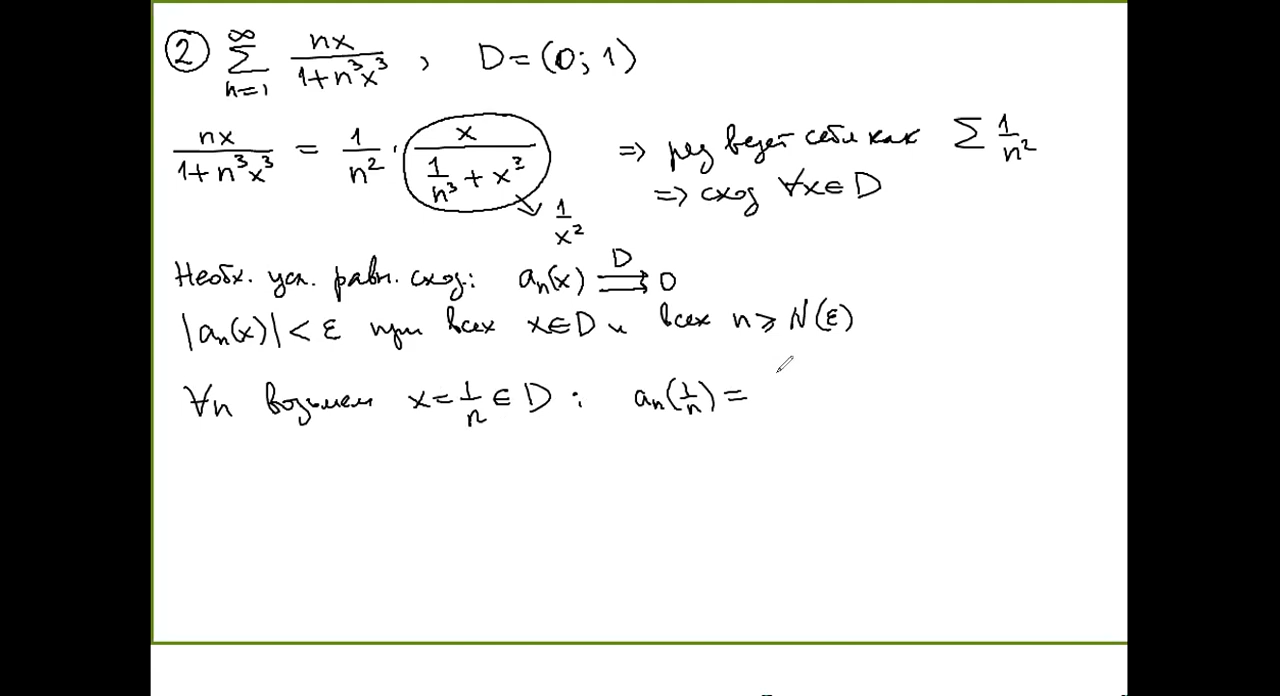 ② ∑_{n=1}^{∞} nx/(1+n³x³) , D=(0; 1)
nx/(1+n³x³) = 1/n² · x/(1/n³ + x³) ⇒ ряд ведет себя как ∑ 1/n²
↘ 1/x² ⇒ сход ∀x∈D
Необх. усл. равн. сход.: aₙ(x) ⇉^D 0
|aₙ(x)| < ε при всех x∈D и всех n ≥ N(ε)
∀n возьмем x = 1/n ∈ D : aₙ(1/n) =